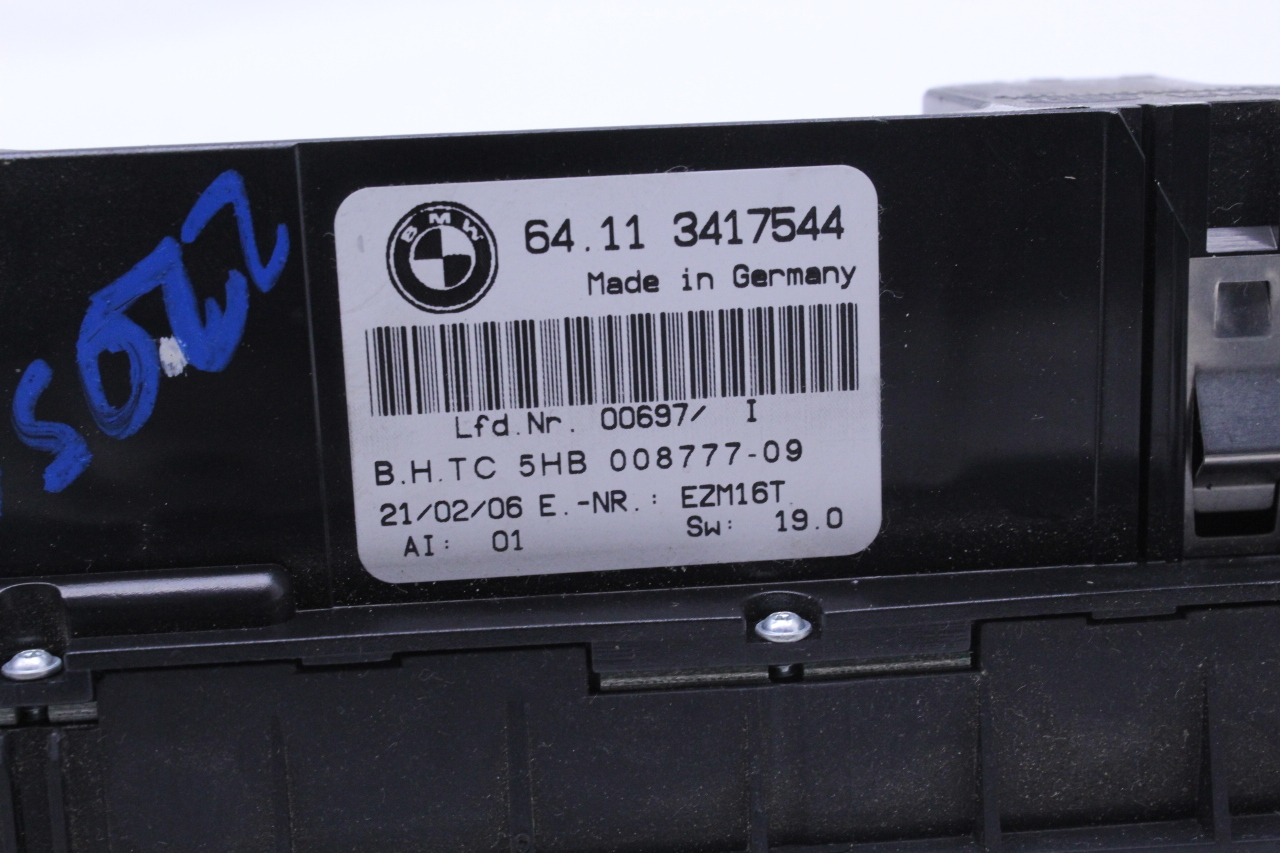 BMW
64.11 3417544
Made in Germany
Lfd.Nr. 00697/ I
B.H.TC 5HB 008777-09
21/02/06 E.-NR.: EZM16T
AI: 01 Sw: 19.0